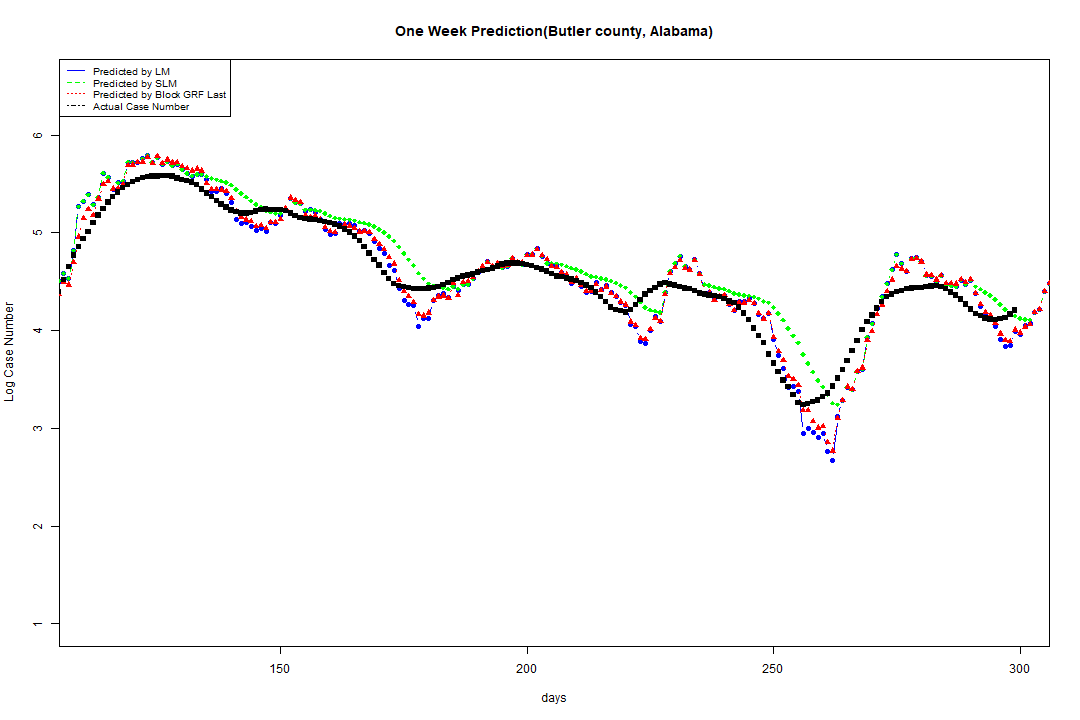 One Week Prediction(Butler county, Alabama)
Predicted by LM
Predicted by SLM
Predicted by Block GRF Last
Actual Case Number
6
5
4
3
2
1
Log Case Number
150
200
250
300
days